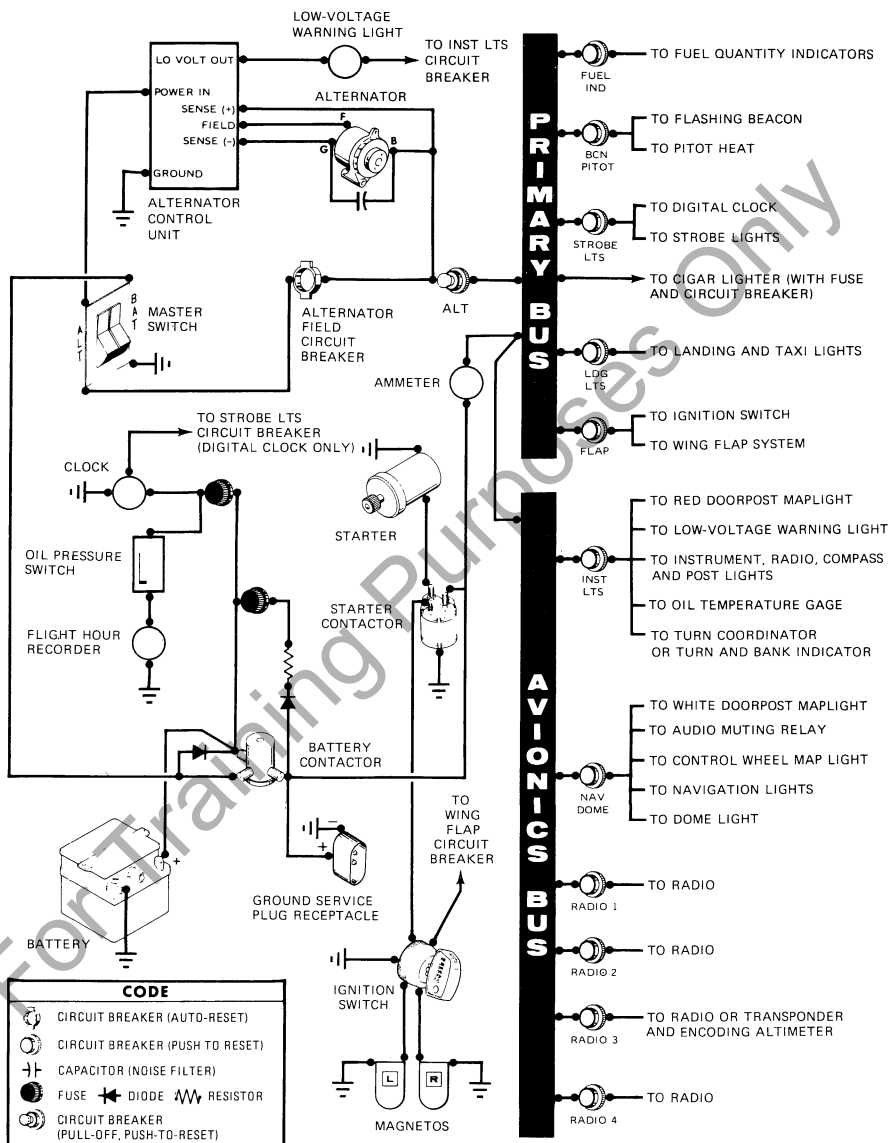 LOW-VOLTAGE
WARNING LIGHT
TO INST LTS
CIRCUIT
BREAKER
LO VOLT OUT
POWER IN
SENSE (+)
FIELD
SENSE (−)
GROUND
ALTERNATOR
CONTROL
UNIT
ALTERNATOR
F
G
B
BAT
ALT
MASTER
SWITCH
ALTERNATOR
FIELD
CIRCUIT
BREAKER
ALT
AMMETER
TO STROBE LTS
CIRCUIT BREAKER
(DIGITAL CLOCK ONLY)
CLOCK
OIL PRESSURE
SWITCH
FLIGHT HOUR
RECORDER
STARTER
STARTER
CONTACTOR
BATTERY
CONTACTOR
+
BATTERY
−
+
GROUND SERVICE
PLUG RECEPTACLE
TO
WING
FLAP
CIRCUIT
BREAKER
IGNITION
SWITCH
L
R
MAGNETOS
CODE
CIRCUIT BREAKER (AUTO-RESET)
CIRCUIT BREAKER (PUSH TO RESET)
CAPACITOR (NOISE FILTER)
FUSE DIODE RESISTOR
CIRCUIT BREAKER
(PULL-OFF, PUSH-TO-RESET)
PRIMARY BUS
FUEL
IND
TO FUEL QUANTITY INDICATORS
BCN
PITOT
TO FLASHING BEACON
TO PITOT HEAT
STROBE
LTS
TO DIGITAL CLOCK
TO STROBE LIGHTS
TO CIGAR LIGHTER (WITH FUSE
AND CIRCUIT BREAKER)
LDG
LTS
TO LANDING AND TAXI LIGHTS
FLAP
TO IGNITION SWITCH
TO WING FLAP SYSTEM
AVIONICS BUS
INST
LTS
TO RED DOORPOST MAPLIGHT
TO LOW-VOLTAGE WARNING LIGHT
TO INSTRUMENT, RADIO, COMPASS
AND POST LIGHTS
TO OIL TEMPERATURE GAGE
TO TURN COORDINATOR
OR TURN AND BANK INDICATOR
NAV
DOME
TO WHITE DOORPOST MAPLIGHT
TO AUDIO MUTING RELAY
TO CONTROL WHEEL MAP LIGHT
TO NAVIGATION LIGHTS
TO DOME LIGHT
RADIO 1
TO RADIO
RADIO 2
TO RADIO
RADIO 3
TO RADIO OR TRANSPONDER
AND ENCODING ALTIMETER
RADIO 4
TO RADIO
For Training Purposes Only